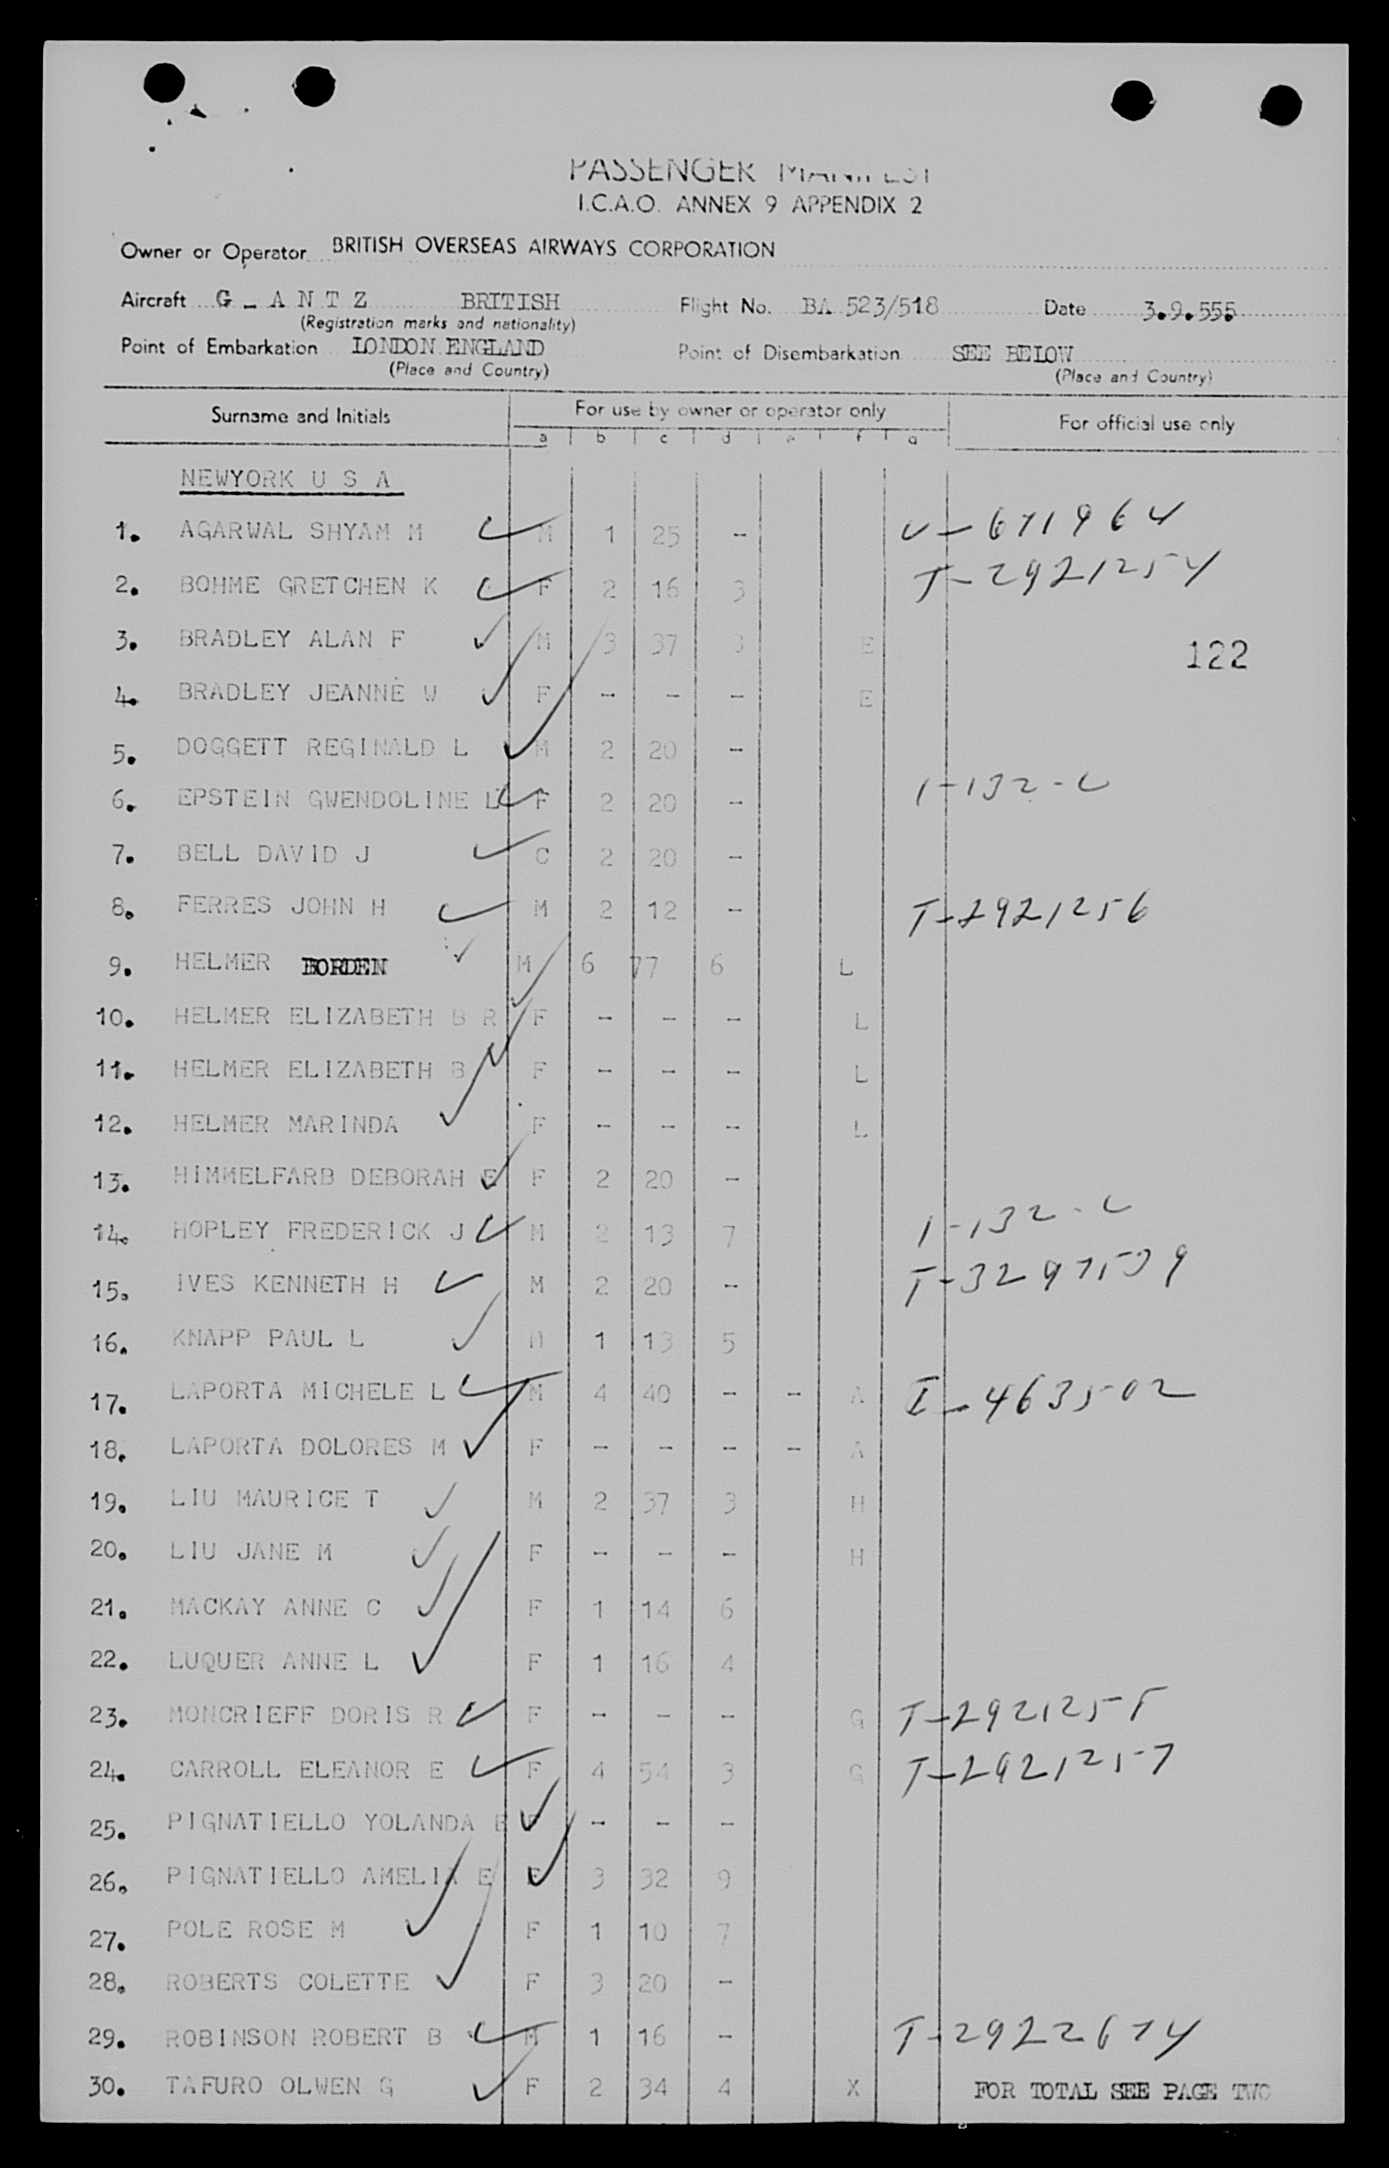 PASSENGER MANIFEST
I.C.A.O. ANNEX 9 APPENDIX 2
Owner or Operator BRITISH OVERSEAS AIRWAYS CORPORATION
Aircraft G - A N T Z BRITISH Flight No. BA 523/518 Date 3.9.555
(Registration marks and nationality)
Point of Embarkation LONDON ENGLAND Point of Disembarkation SEE BELOW
(Place and Country) (Place and Country)
Surname and Initials For use by owner or operator only For official use only
a b c d e f g
NEWYORK U S A
1. AGARWAL SHYAM M M 1 25 -
2. BOHME GRETCHEN K F 2 16 3 T-2921254
3. BRADLEY ALAN F M 3 37 3 E
122
4. BRADLEY JEANNE W F - - - E
5. DOGGETT REGINALD L M 2 20 -
6. EPSTEIN GWENDOLINE L F 2 20 - 1-132-C
7. BELL DAVID J C 2 20 -
8. FERRES JOHN H M 2 12 - T-2921256
9. HELMER BORDEN M 6 77 6 L
10. HELMER ELIZABETH B R F - - - L
11. HELMER ELIZABETH B F - - - L
12. HELMER MARINDA F - - - L
13. HIMMELFARB DEBORAH E F 2 20 -
14. HOPLEY FREDERICK J M 2 13 7 1-132-C
15. IVES KENNETH H M 2 20 -
16. KNAPP PAUL L M 1 13 5
17. LAPORTA MICHELE L M 4 40 - - A I-4635502
18. LAPORTA DOLORES M F - - - - A
19. LIU MAURICE T M 2 37 3 H
20. LIU JANE M F - - - H
21. MACKAY ANNE C F 1 14 6
22. LUQUER ANNE L F 1 16 4
23. MONCRIEFF DORIS R F - - - G T-2921255
24. CARROLL ELEANOR E F 4 54 3 G T-2921257
25. PIGNATIELLO YOLANDA - - -
26. PIGNATIELLO AMELIA E F 3 32 9
27. POLE ROSE M F 1 10 7
28. ROBERTS COLETTE F 3 20 -
29. ROBINSON ROBERT B M 1 16 - T-2922674
30. TAFURO OLWEN G F 2 34 4 X FOR TOTAL SEE PAGE TWO